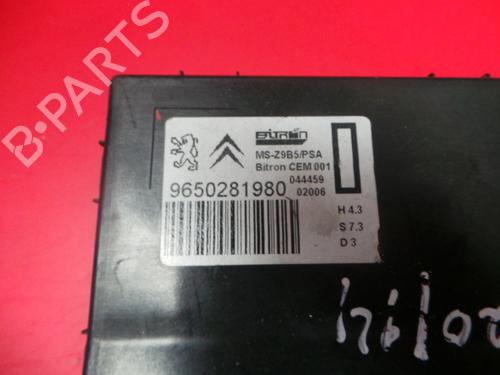 BITRON
MS-Z9B5/PSA
Bitron CEM 001
044459
9650281980
02006
H 4.3
S 7.3
D 3
B-PARTS